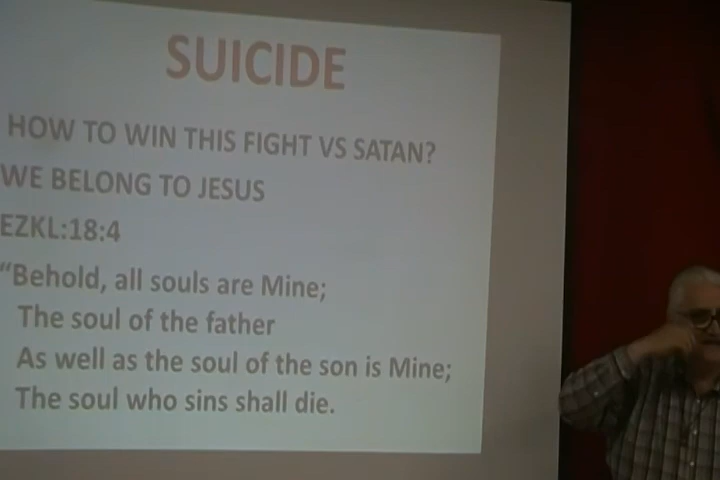 SUICIDE
HOW TO WIN THIS FIGHT VS SATAN?
WE BELONG TO JESUS
EZKL:18:4
“Behold, all souls are Mine;
The soul of the father
As well as the soul of the son is Mine;
The soul who sins shall die.